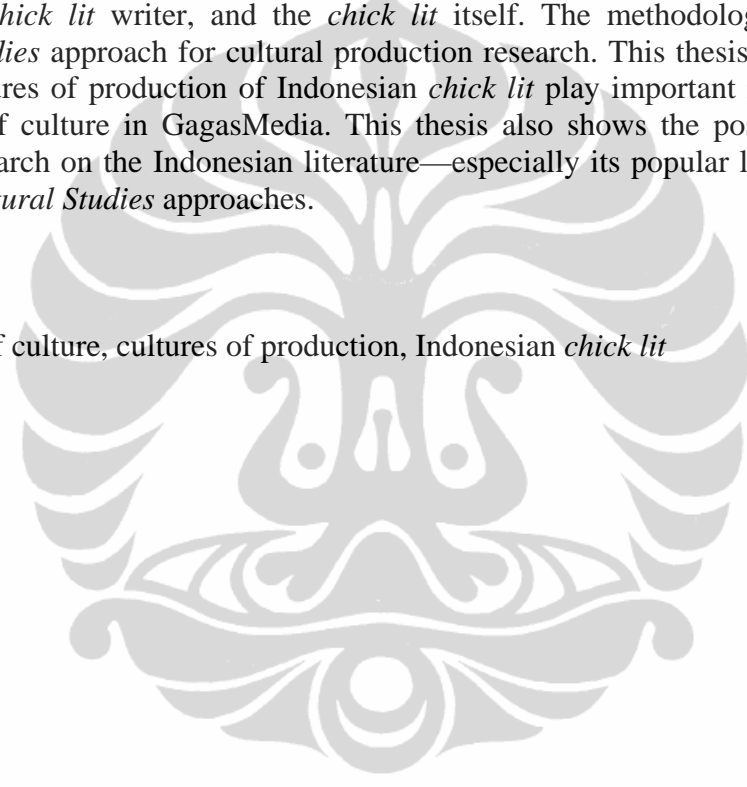 hick lit writer, and the chick lit itself. The methodolog
dies approach for cultural production research. This thesis
ures of production of Indonesian chick lit play important
f culture in GagasMedia. This thesis also shows the po
arch on the Indonesian literature—especially its popular l
tural Studies approaches.
f culture, cultures of production, Indonesian chick lit